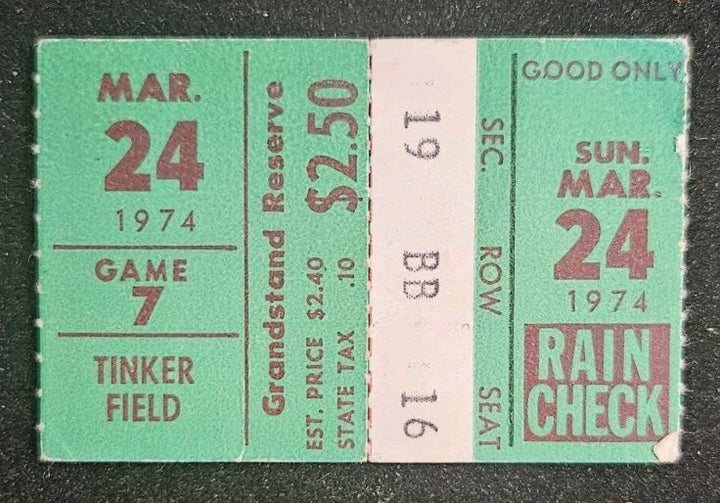 MAR.
24
1974
GAME
7
TINKER
FIELD
Grandstand Reserve
$2.50
EST. PRICE $2.40
STATE TAX .10
19 BB 16
SEC. ROW SEAT
GOOD ONLY
SUN.
MAR.
24
1974
RAIN
CHECK